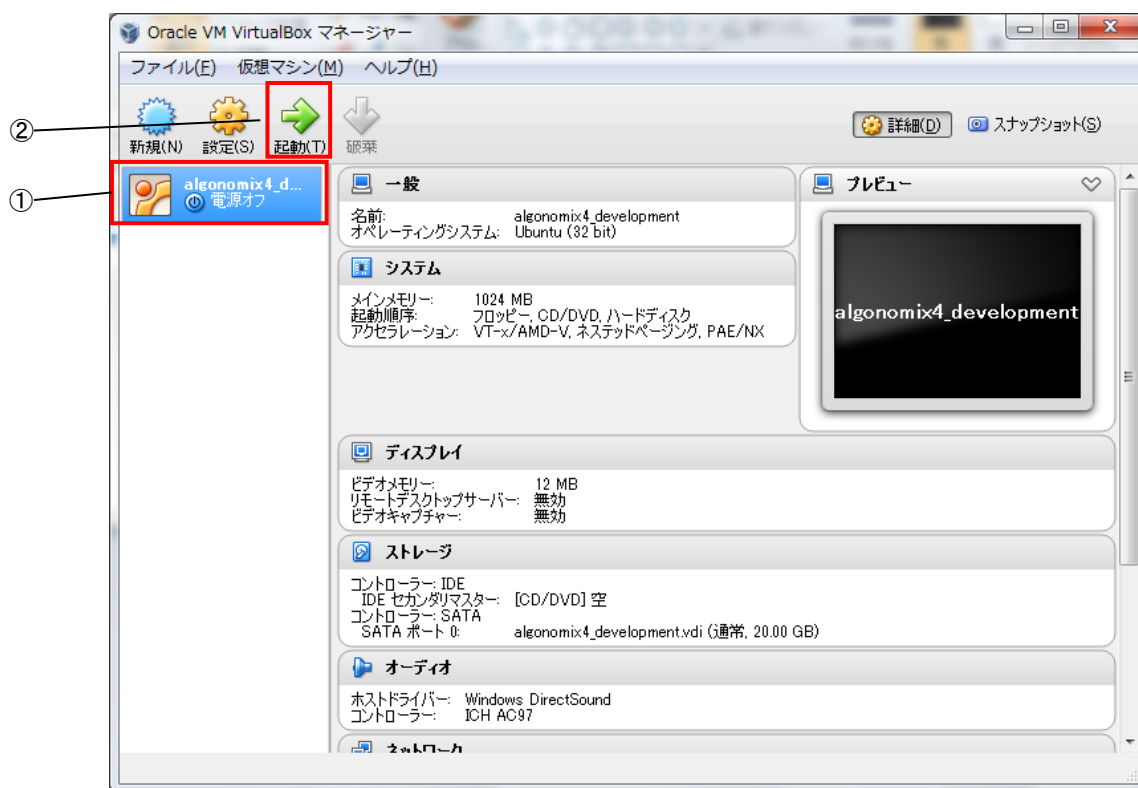 Oracle VM VirtualBox マネージャー
ファイル(F) 仮想マシン(M) ヘルプ(H)
②
新規(N) 設定(S) 起動(T) 破棄 詳細(D) スナップショット(S)
①
algonomix4_d...
電源オフ
一般
名前: algonomix4_development
オペレーティングシステム: Ubuntu (32 bit)
システム
メインメモリー: 1024 MB
起動順序: フロッピー, CD/DVD, ハードディスク
アクセラレーション: VT-x/AMD-V, ネステッドページング, PAE/NX
プレビュー
algonomix4_development
ディスプレイ
ビデオメモリー: 12 MB
リモートデスクトップサーバー: 無効
ビデオキャプチャー: 無効
ストレージ
コントローラー: IDE
IDE セカンダリマスター: [CD/DVD] 空
コントローラー: SATA
SATA ポート 0: algonomix4_development.vdi (通常, 20.00 GB)
オーディオ
ホストドライバー: Windows DirectSound
コントローラー: ICH AC97
ネットワーク